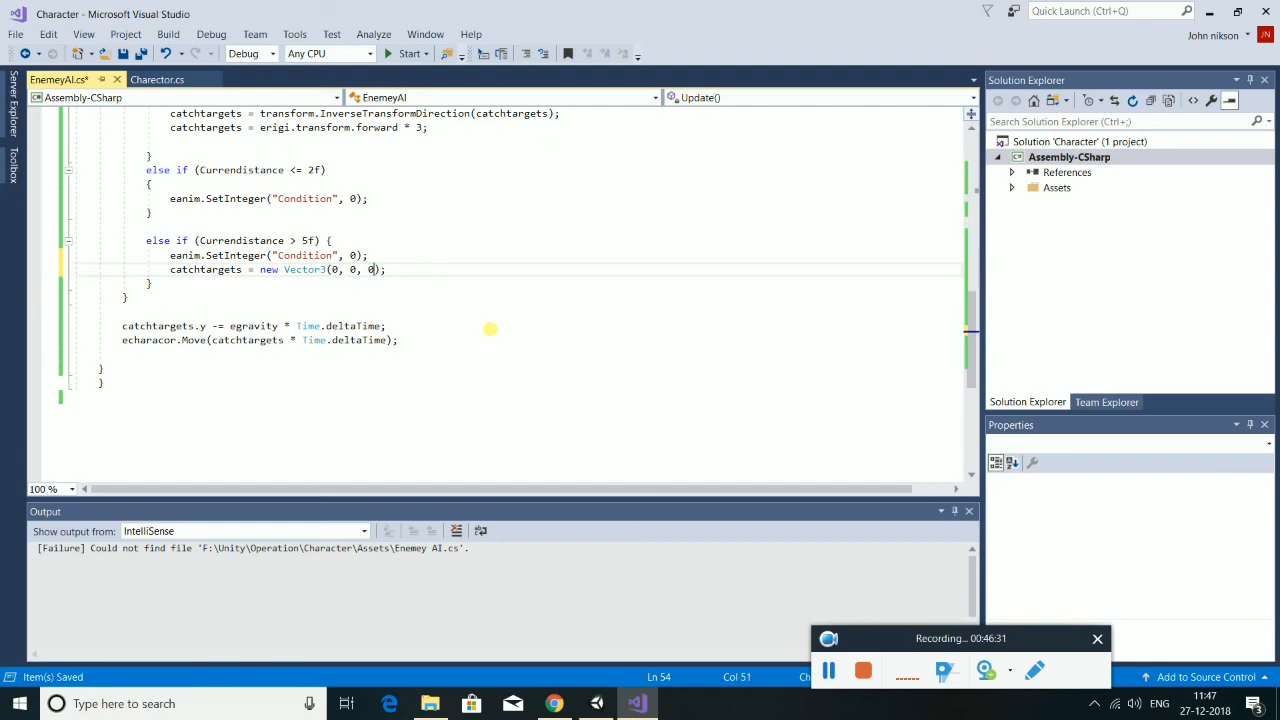 Character - Microsoft Visual Studio
Quick Launch (Ctrl+Q)
File Edit View Project Build Debug Team Tools Test Analyze Window Help
John nikson JN
Debug Any CPU Start
Server Explorer
Toolbox
EnemeyAI.cs* Charector.cs
Assembly-CSharp EnemeyAI Update()
catchtargets = transform.InverseTransformDirection(catchtargets);
catchtargets = erigi.transform.forward * 3;
}
else if (Currendistance <= 2f)
{
eanim.SetInteger("Condition", 0);
}
else if (Currendistance > 5f) {
eanim.SetInteger("Condition", 0);
catchtargets = new Vector3(0, 0, 0);
}
}
catchtargets.y -= egravity * Time.deltaTime;
echaracor.Move(catchtargets * Time.deltaTime);
}
}
100 %
Solution Explorer
Search Solution Explorer (Ctrl+;)
Solution 'Character' (1 project)
Assembly-CSharp
References
Assets
Solution Explorer Team Explorer
Properties
Output
Show output from: IntelliSense
[Failure] Could not find file 'F:\Unity\Operation\Character\Assets\Enemey AI.cs'.
Recording... 00:46:31
Item(s) Saved Ln 54 Col 51 Add to Source Control
Type here to search
ENG
11:47
27-12-2018
3